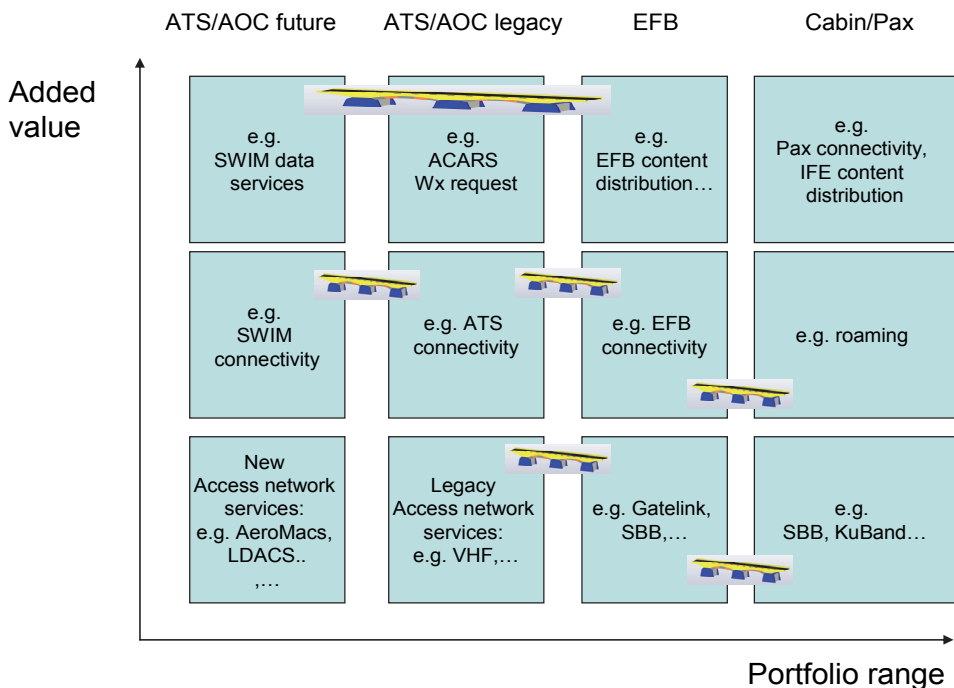 ATS/AOC future
ATS/AOC legacy
EFB
Cabin/Pax
Added
value
e.g.
SWIM data
services
e.g.
ACARS
Wx request
e.g.
EFB content
distribution…
e.g.
Pax connectivity,
IFE content
distribution
e.g.
SWIM
connectivity
e.g. ATS
connectivity
e.g. EFB
connectivity
e.g. roaming
New
Access network
services:
e.g. AeroMacs,
LDACS..
,…
Legacy
Access network
services:
e.g. VHF,…
e.g. Gatelink,
SBB,…
e.g.
SBB, KuBand…
Portfolio range